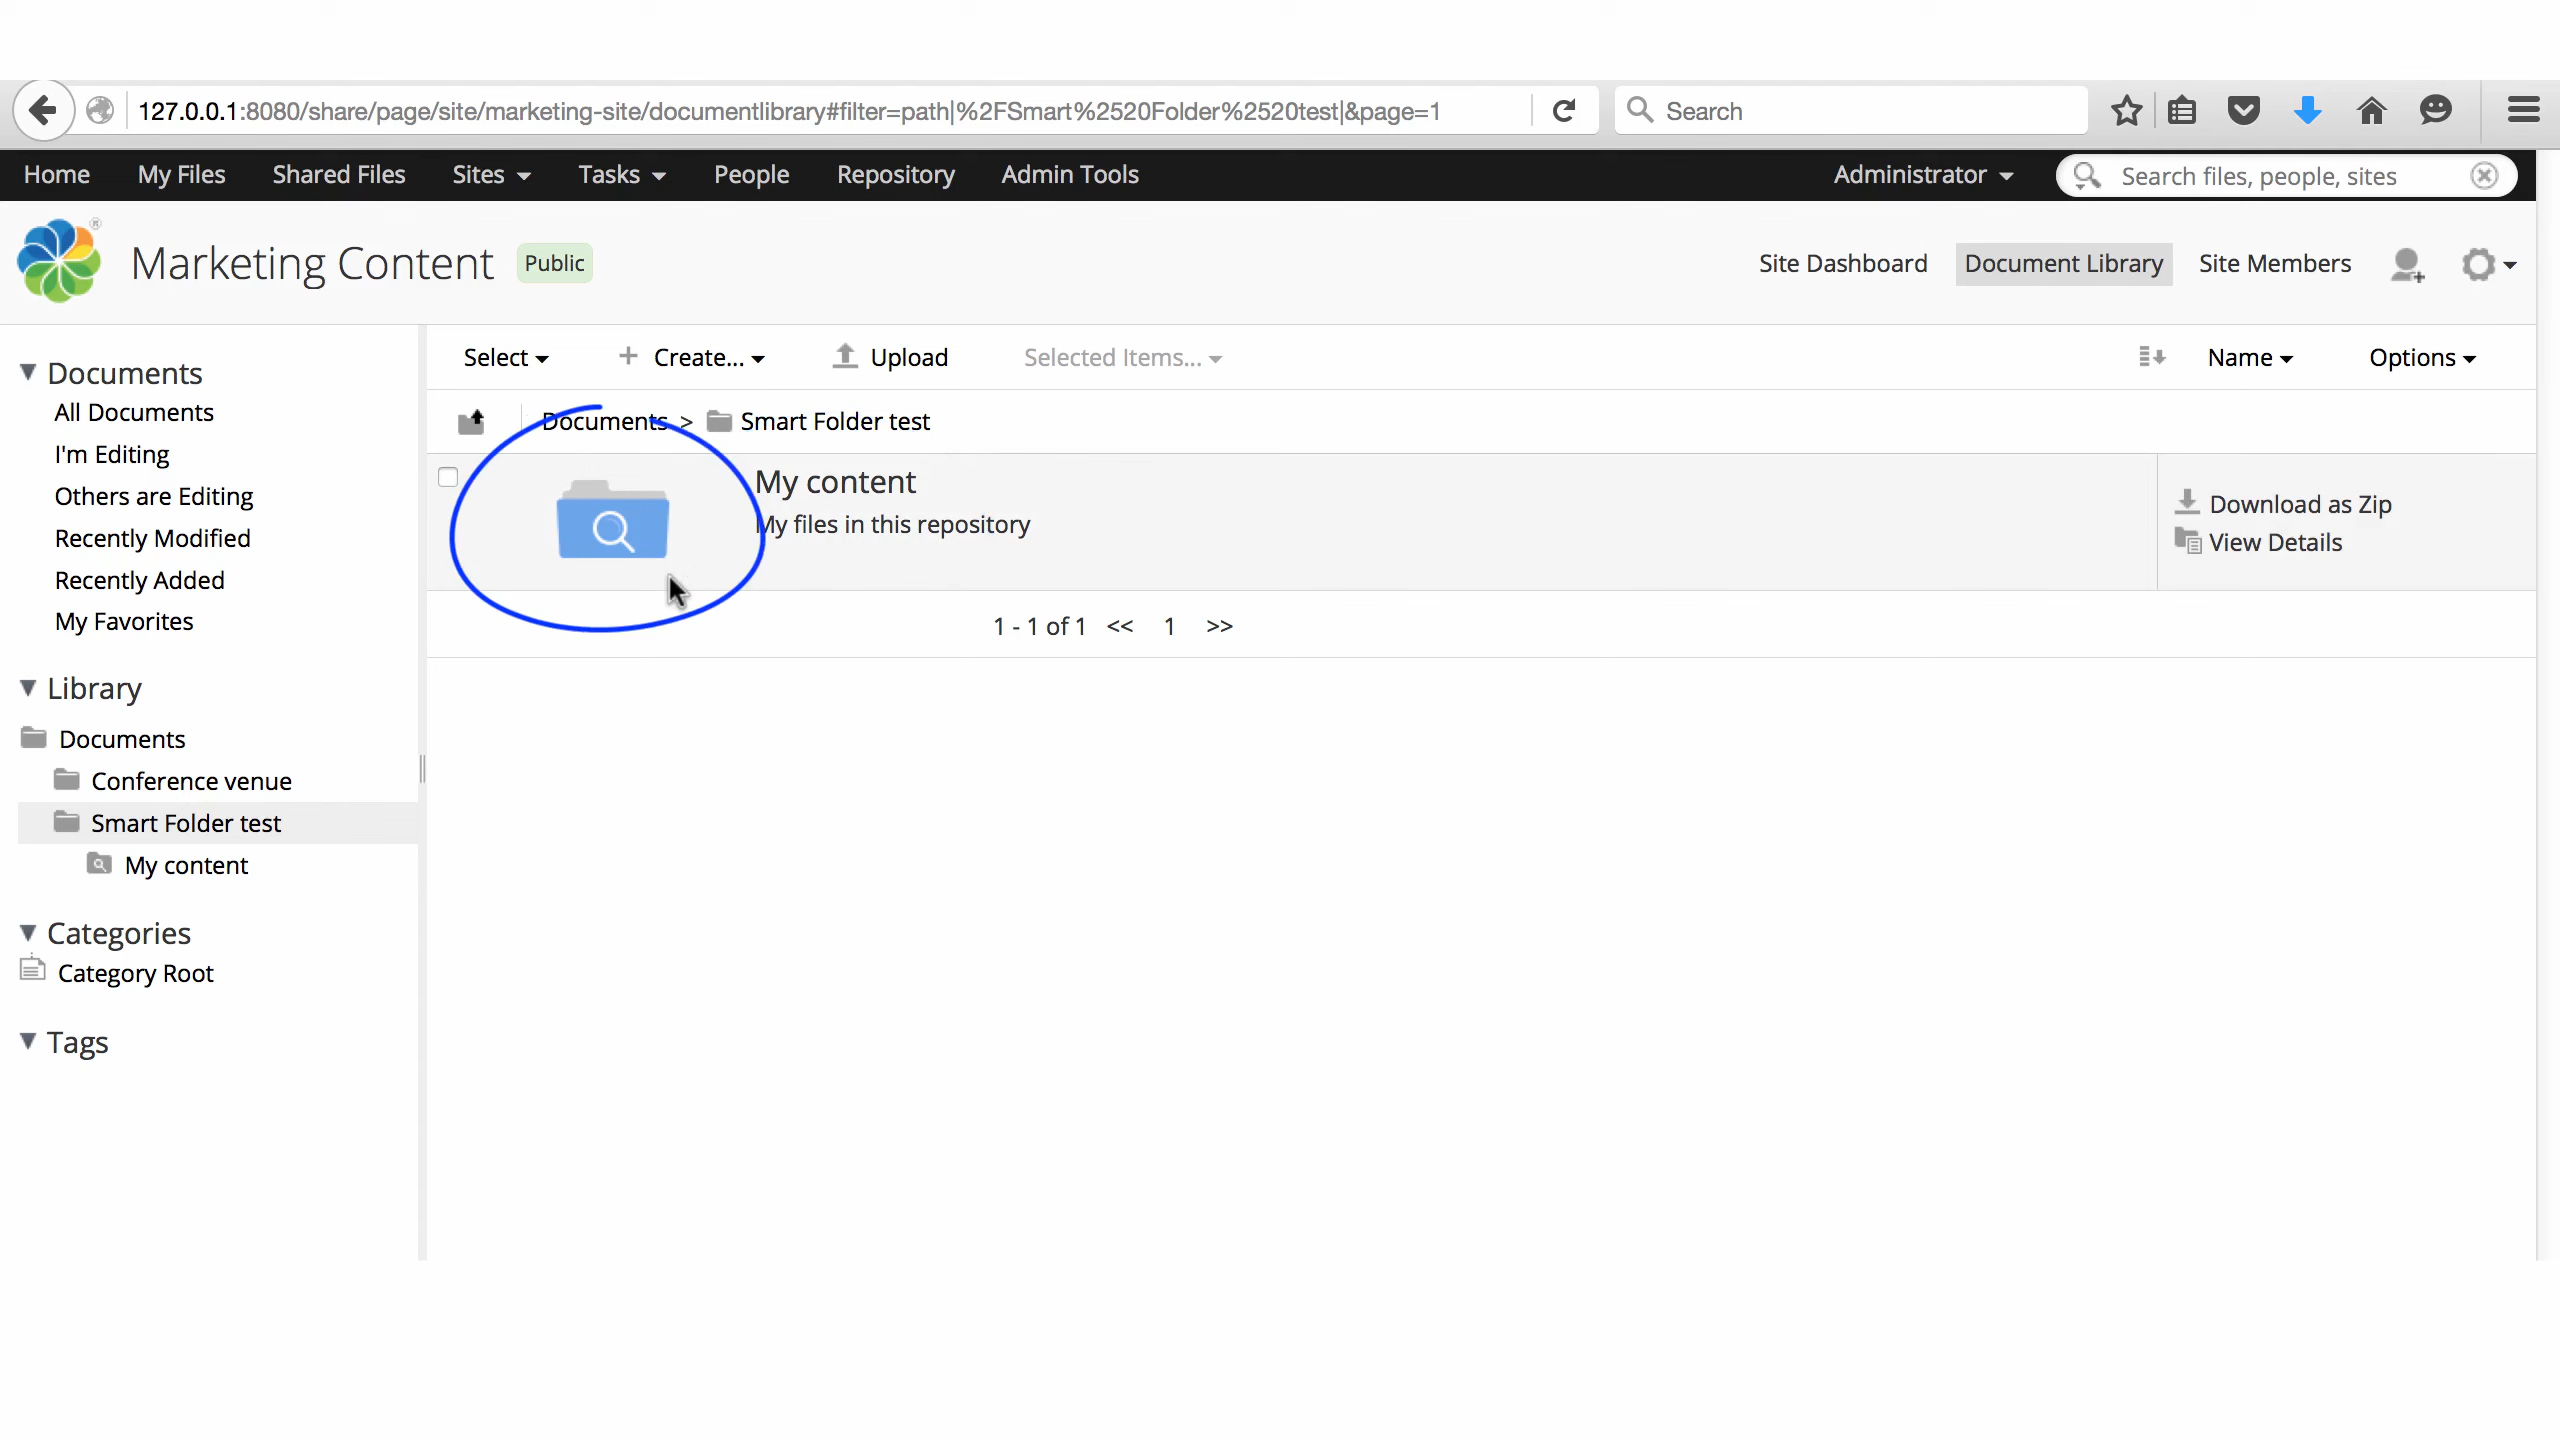 127.0.0.1:8080/share/page/site/marketing-site/documentlibrary#filter=path|%2FSmart%2520Folder%2520test|&page=1
Search
Home My Files Shared Files Sites Tasks People Repository Admin Tools Administrator Search files, people, sites
®
Marketing Content Public Site Dashboard Document Library Site Members
Select + Create... Upload Selected Items... Name Options
Documents > Smart Folder test
My content
My files in this repository
Download as Zip
View Details
1 - 1 of 1 << 1 >>
Documents
All Documents
I'm Editing
Others are Editing
Recently Modified
Recently Added
My Favorites
Library
Documents
Conference venue
Smart Folder test
My content
Categories
Category Root
Tags